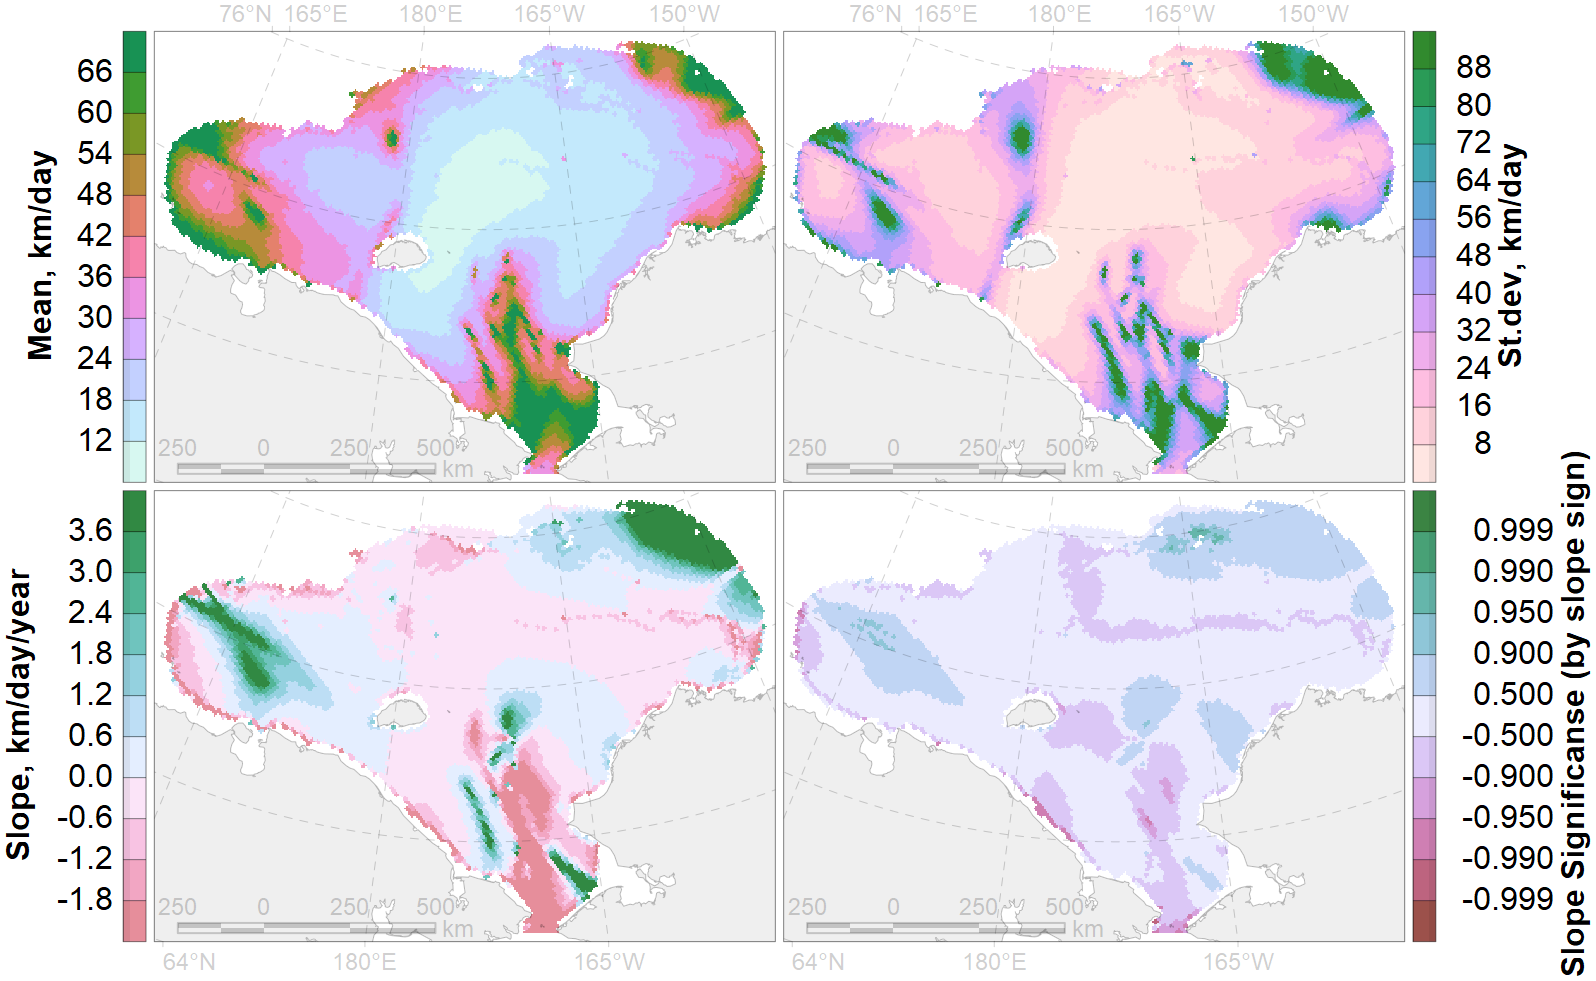 76°N 165°E 180°E 165°W 150°W
76°N 165°E 180°E 165°W 150°W
Mean, km/day
66
60
54
48
42
36
30
24
18
12
250 0 250 500
km
250 0 250 500
km
88
80
72
64
56
48
40
32
24
16
8
St.dev, km/day
Slope, km/day/year
3.6
3.0
2.4
1.8
1.2
0.6
0.0
-0.6
-1.2
-1.8
250 0 250 500
km
250 0 250 500
km
0.999
0.990
0.950
0.900
0.500
-0.500
-0.900
-0.950
-0.990
-0.999
Slope Significanse (by slope sign)
64°N 180°E 165°W
64°N 180°E 165°W